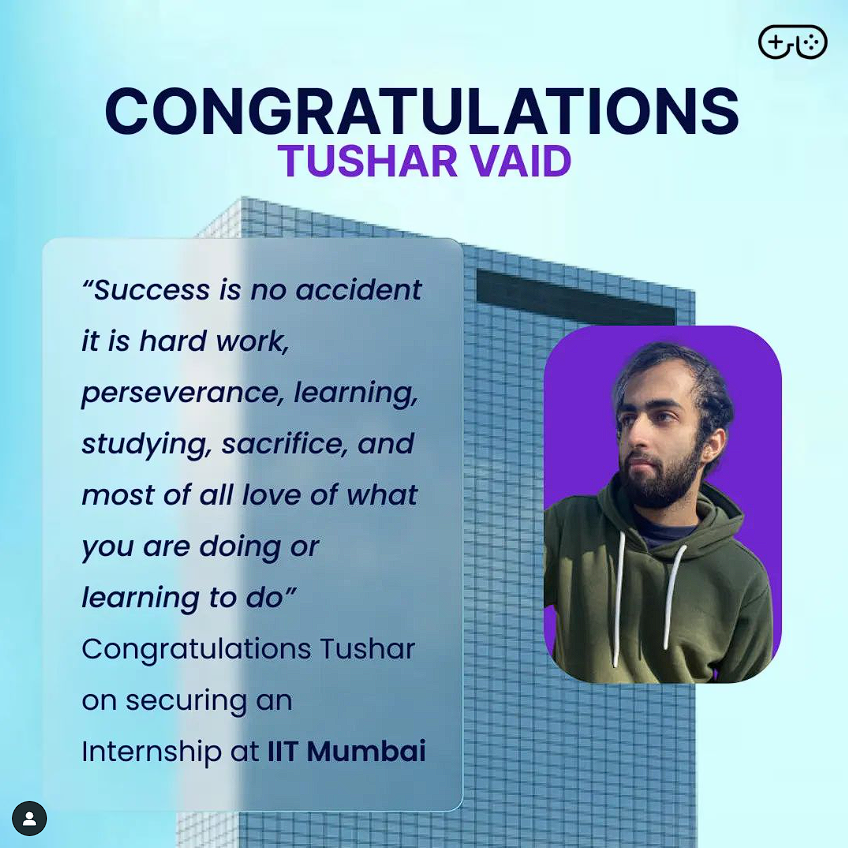 CONGRATULATIONS
TUSHAR VAID
“Success is no accident
it is hard work,
perseverance, learning,
studying, sacrifice, and
most of all love of what
you are doing or
learning to do”
Congratulations Tushar
on securing an
Internship at IIT Mumbai